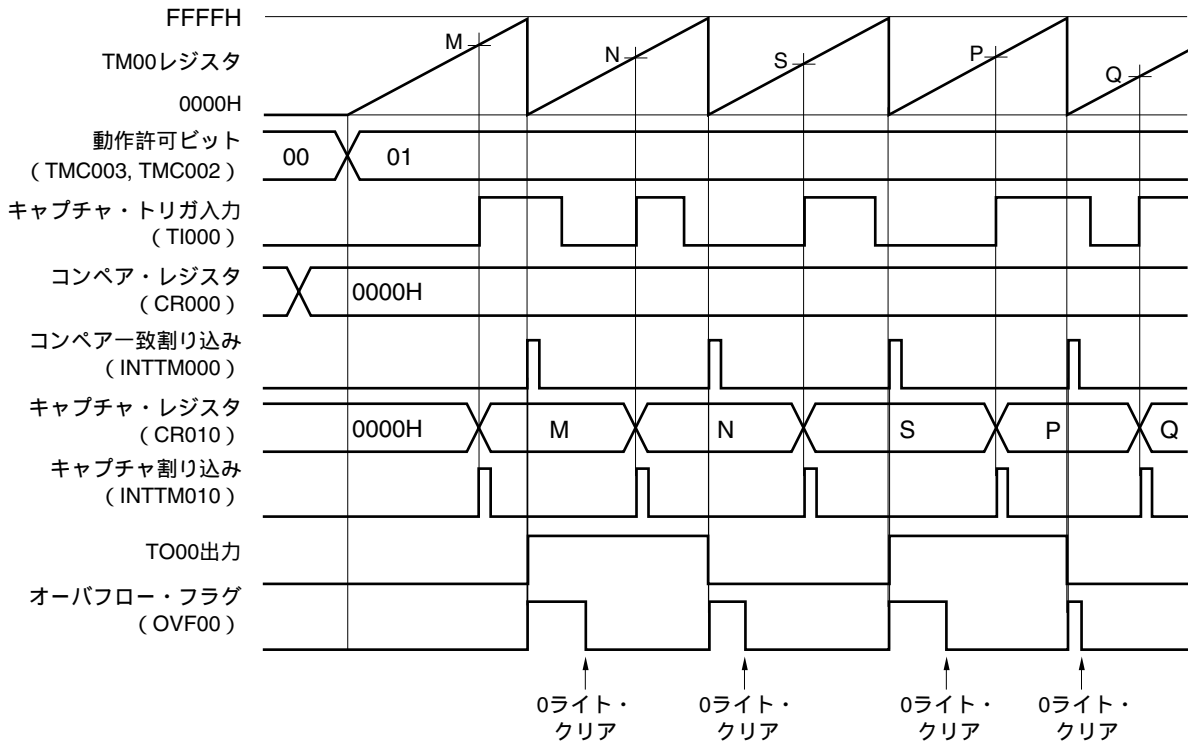 FFFFH
TM00レジスタ
0000H
M
N
S
P
Q
動作許可ビット
（TMC003, TMC002）
00
01
キャプチャ・トリガ入力
（TI000）
コンペア・レジスタ
（CR000）
0000H
コンペア一致割り込み
（INTTM000）
キャプチャ・レジスタ
（CR010）
0000H
M
N
S
P
Q
キャプチャ割り込み
（INTTM010）
TO00出力
オーバフロー・フラグ
（OVF00）
0ライト・
クリア
0ライト・
クリア
0ライト・
クリア
0ライト・
クリア